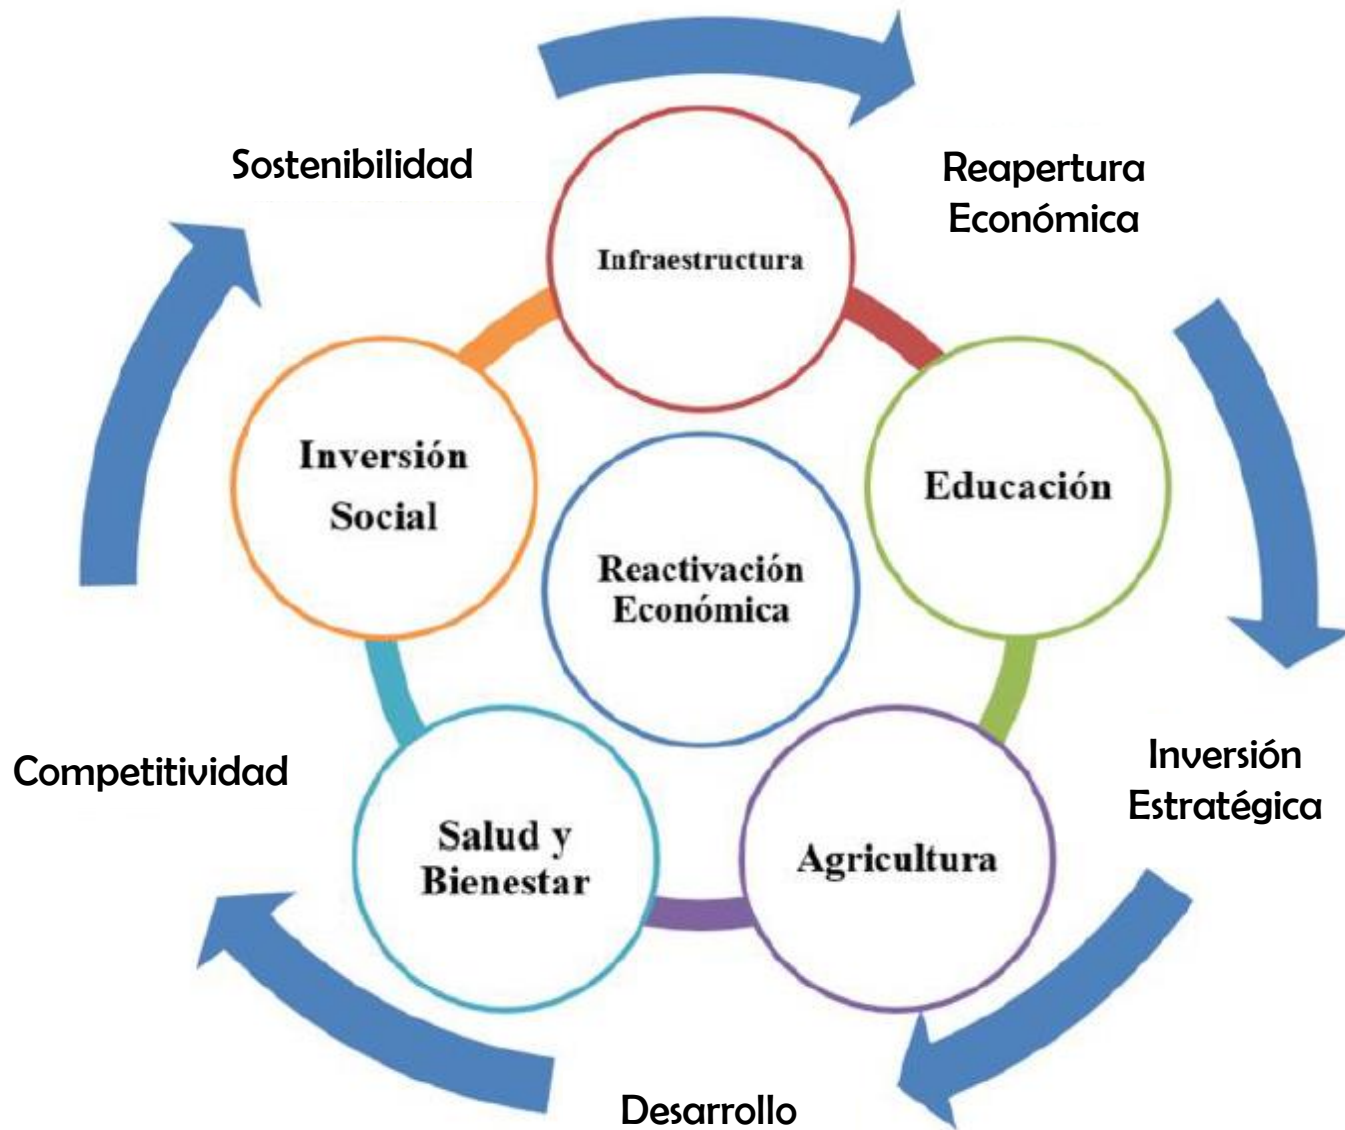 Sostenibilidad
Reapertura
Económica
Infraestructura
Inversión
Social
Educación
Reactivación
Económica
Competitividad
Inversión
Estratégica
Salud y
Bienestar
Agricultura
Desarrollo